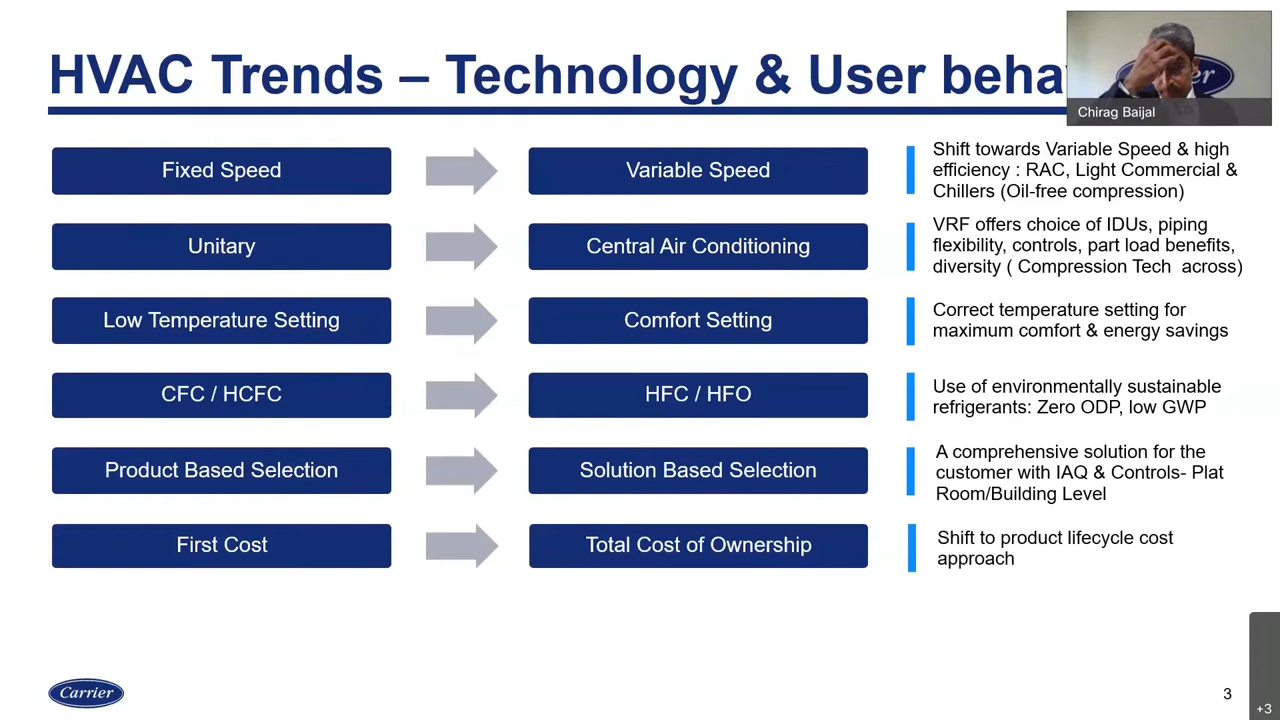 HVAC Trends – Technology & User beha
rrier
Chirag Baijal
Fixed Speed
Variable Speed
Shift towards Variable Speed & high
efficiency : RAC, Light Commercial &
Chillers (Oil-free compression)
Unitary
Central Air Conditioning
VRF offers choice of IDUs, piping
flexibility, controls, part load benefits,
diversity ( Compression Tech across)
Low Temperature Setting
Comfort Setting
Correct temperature setting for
maximum comfort & energy savings
CFC / HCFC
HFC / HFO
Use of environmentally sustainable
refrigerants: Zero ODP, low GWP
Product Based Selection
Solution Based Selection
A comprehensive solution for the
customer with IAQ & Controls- Plat
Room/Building Level
First Cost
Total Cost of Ownership
Shift to product lifecycle cost
approach
Carrier
3
+3